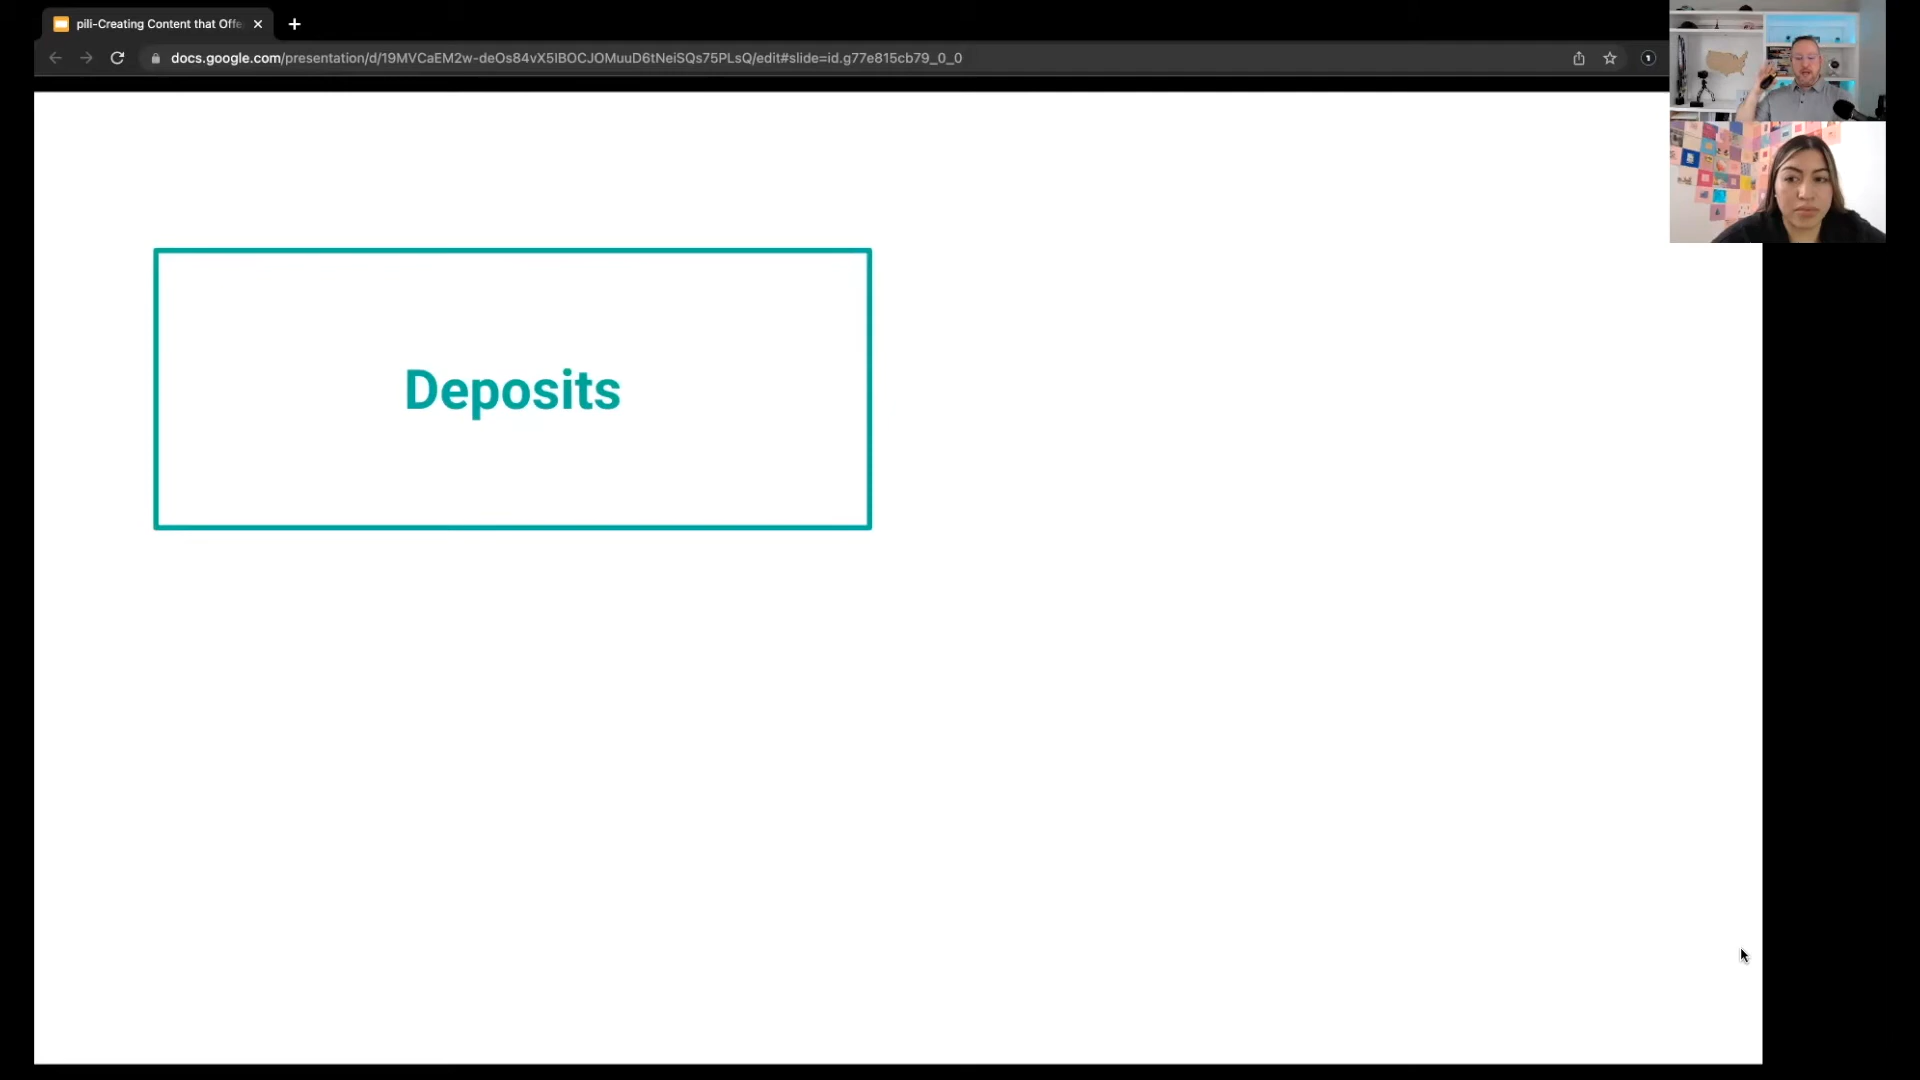 pili-Creating Content that Offe
docs.google.com/presentation/d/19MVCaEM2w-deOs84vX5IBOCJOMuuD6tNeiSQs75PLsQ/edit#slide=id.g77e815cb79_0_0
Deposits